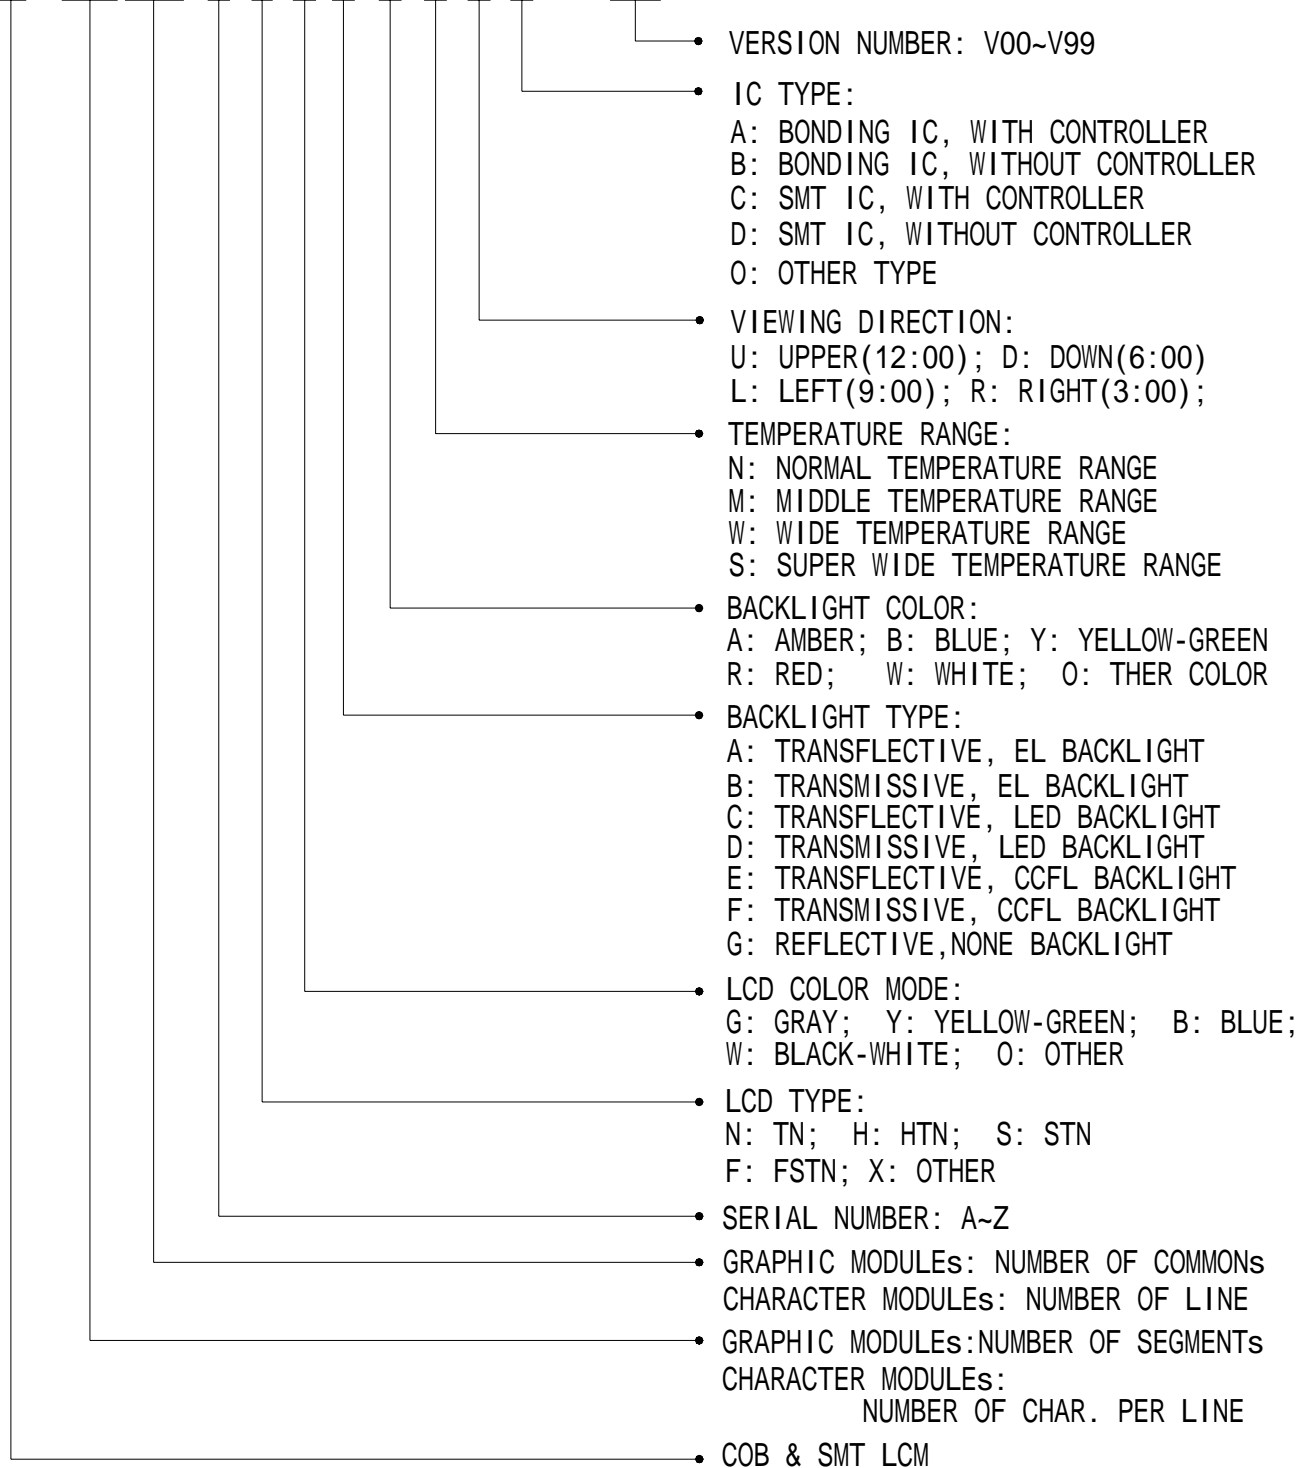 VERSION NUMBER: V00~V99
IC TYPE:
A: BONDING IC, WITH CONTROLLER
B: BONDING IC, WITHOUT CONTROLLER
C: SMT IC, WITH CONTROLLER
D: SMT IC, WITHOUT CONTROLLER
O: OTHER TYPE
VIEWING DIRECTION:
U: UPPER(12:00); D: DOWN(6:00)
L: LEFT(9:00); R: RIGHT(3:00);
TEMPERATURE RANGE:
N: NORMAL TEMPERATURE RANGE
M: MIDDLE TEMPERATURE RANGE
W: WIDE TEMPERATURE RANGE
S: SUPER WIDE TEMPERATURE RANGE
BACKLIGHT COLOR:
A: AMBER; B: BLUE; Y: YELLOW-GREEN
R: RED; W: WHITE; O: THER COLOR
BACKLIGHT TYPE:
A: TRANSFLECTIVE, EL BACKLIGHT
B: TRANSMISSIVE, EL BACKLIGHT
C: TRANSFLECTIVE, LED BACKLIGHT
D: TRANSMISSIVE, LED BACKLIGHT
E: TRANSFLECTIVE, CCFL BACKLIGHT
F: TRANSMISSIVE, CCFL BACKLIGHT
G: REFLECTIVE,NONE BACKLIGHT
LCD COLOR MODE:
G: GRAY; Y: YELLOW-GREEN; B: BLUE;
W: BLACK-WHITE; O: OTHER
LCD TYPE:
N: TN; H: HTN; S: STN
F: FSTN; X: OTHER
SERIAL NUMBER: A~Z
GRAPHIC MODULEs: NUMBER OF COMMONs
CHARACTER MODULEs: NUMBER OF LINE
GRAPHIC MODULEs:NUMBER OF SEGMENTs
CHARACTER MODULEs:
NUMBER OF CHAR. PER LINE
COB & SMT LCM